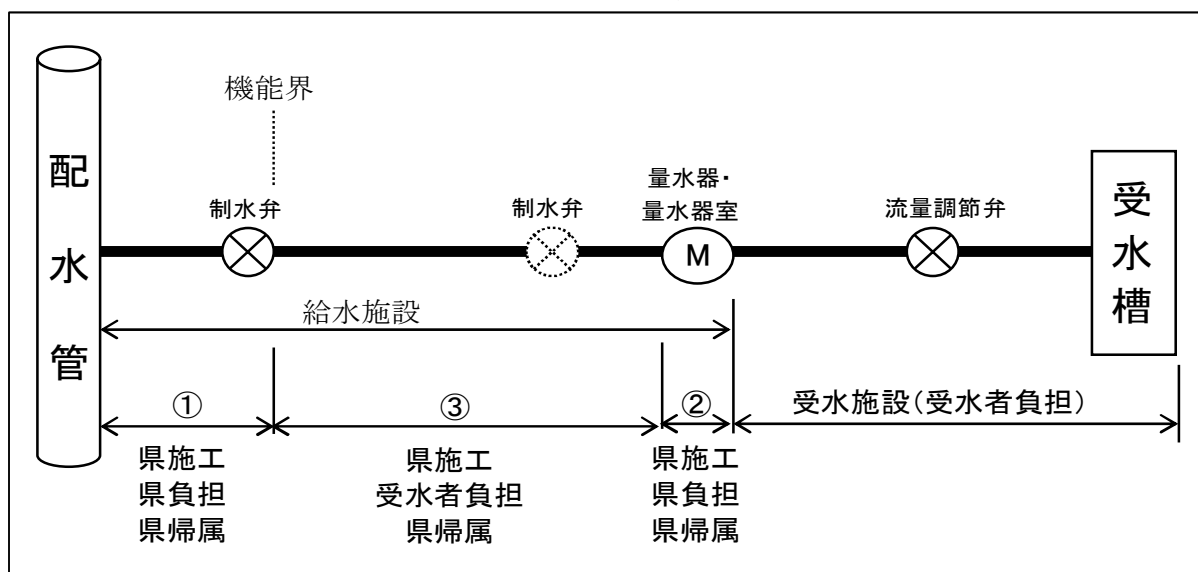 配水管
機能界
制水弁
制水弁
量水器・
量水器室
M
流量調節弁
受水槽
給水施設
①
県施工
県負担
県帰属
③
県施工
受水者負担
県帰属
②
県施工
県負担
県帰属
受水施設(受水者負担)